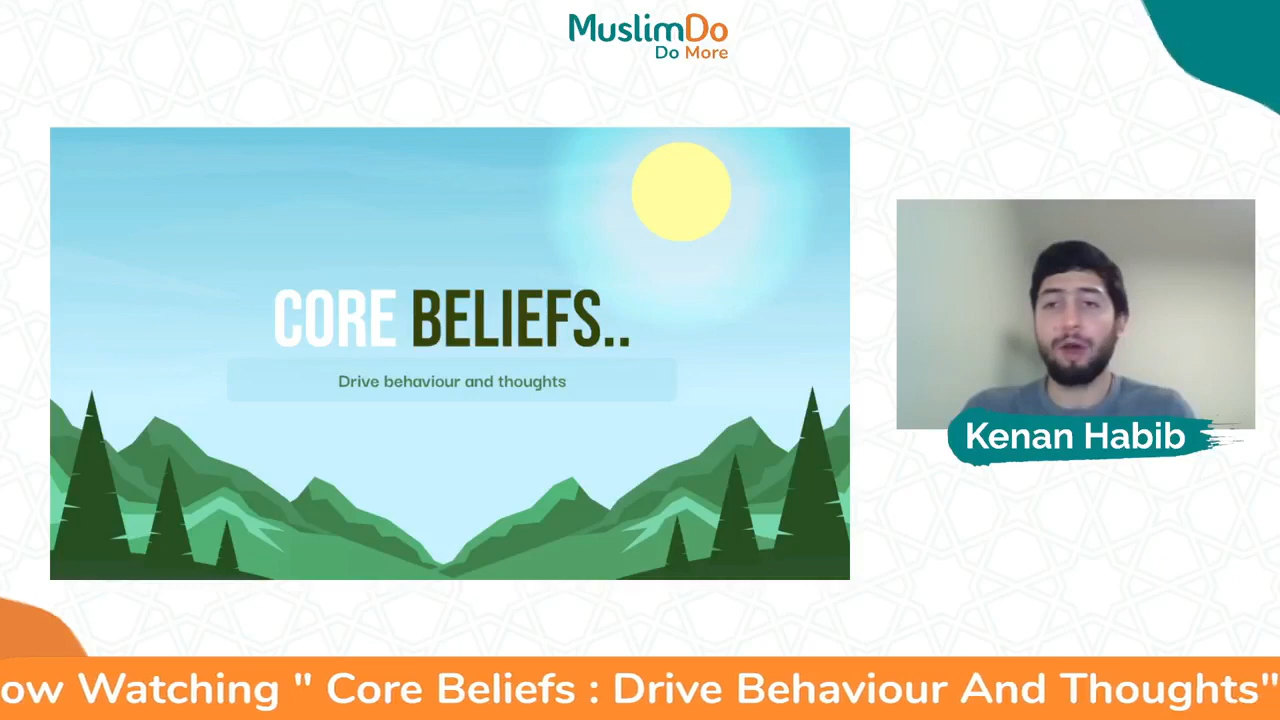 MuslimDo
Do More
CORE BELIEFS..
Drive behaviour and thoughts
Kenan Habib
ow Watching " Core Beliefs : Drive Behaviour And Thoughts"